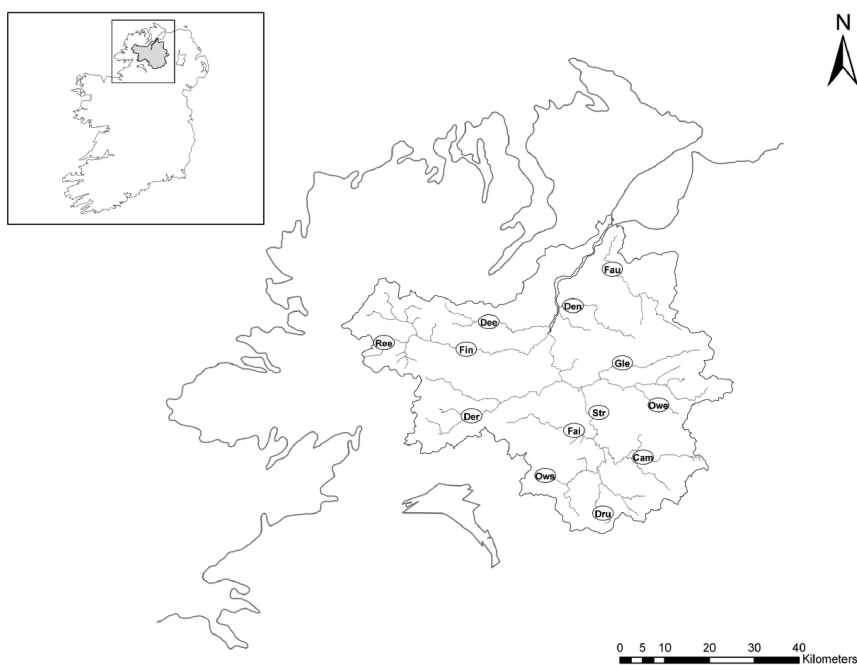 N
Fau
Den
Dee
Ree
Fin
Gle
Owe
Str
Der
Fai
Cam
Ows
Dru
0 5 10 20 30 40
Kilometers